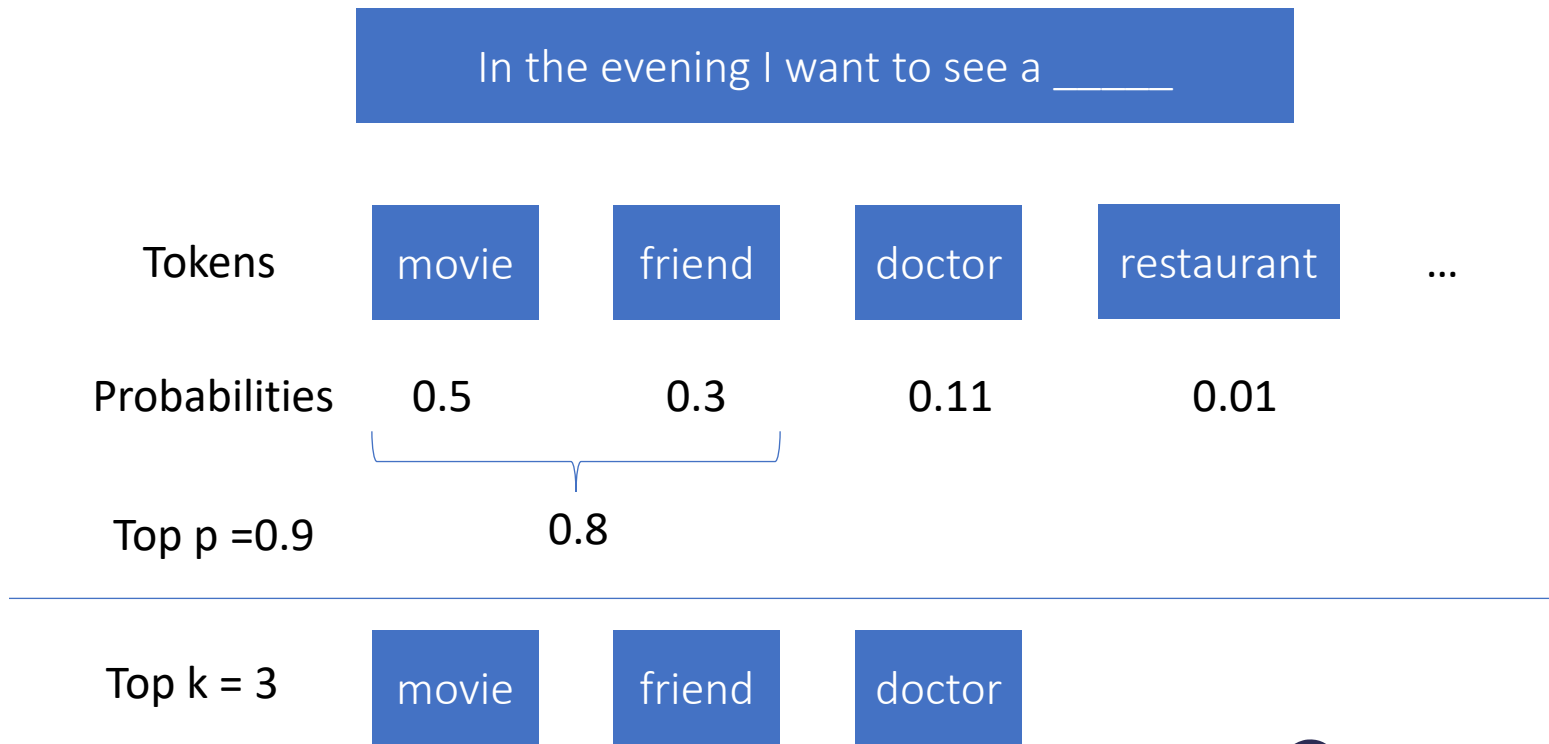 In the evening I want to see a _____
Tokens movie friend doctor restaurant ...
Probabilities 0.5 0.3 0.11 0.01
Top p =0.9 0.8
Top k = 3 movie friend doctor